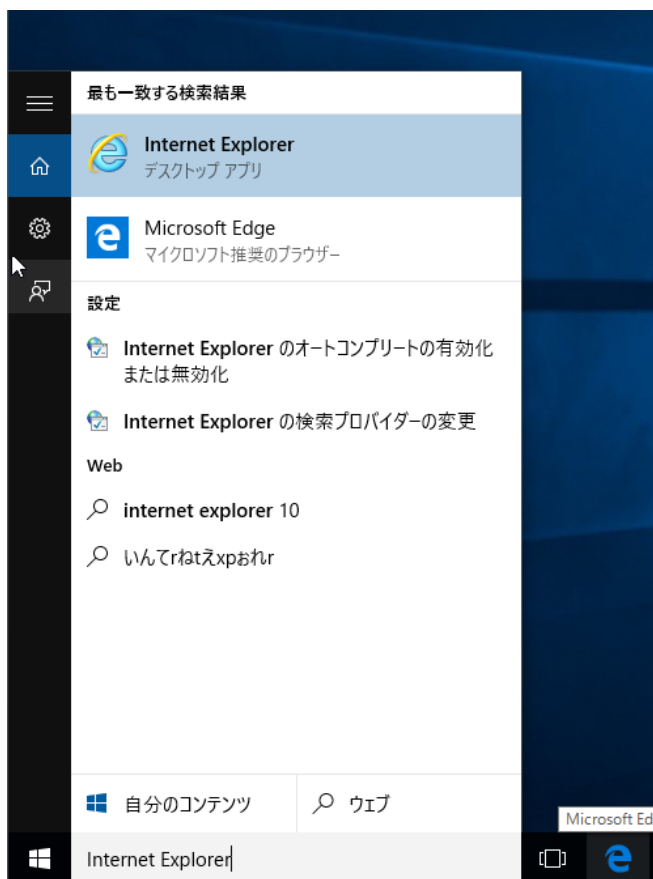 最も一致する検索結果
Internet Explorer
デスクトップ アプリ
Microsoft Edge
マイクロソフト推奨のブラウザー
設定
Internet Explorer のオートコンプリートの有効化
または無効化
Internet Explorer の検索プロバイダーの変更
Web
internet explorer 10
いんてrねtえxpぉれr
自分のコンテンツ
ウェブ
Microsoft Ed
Internet Explorer